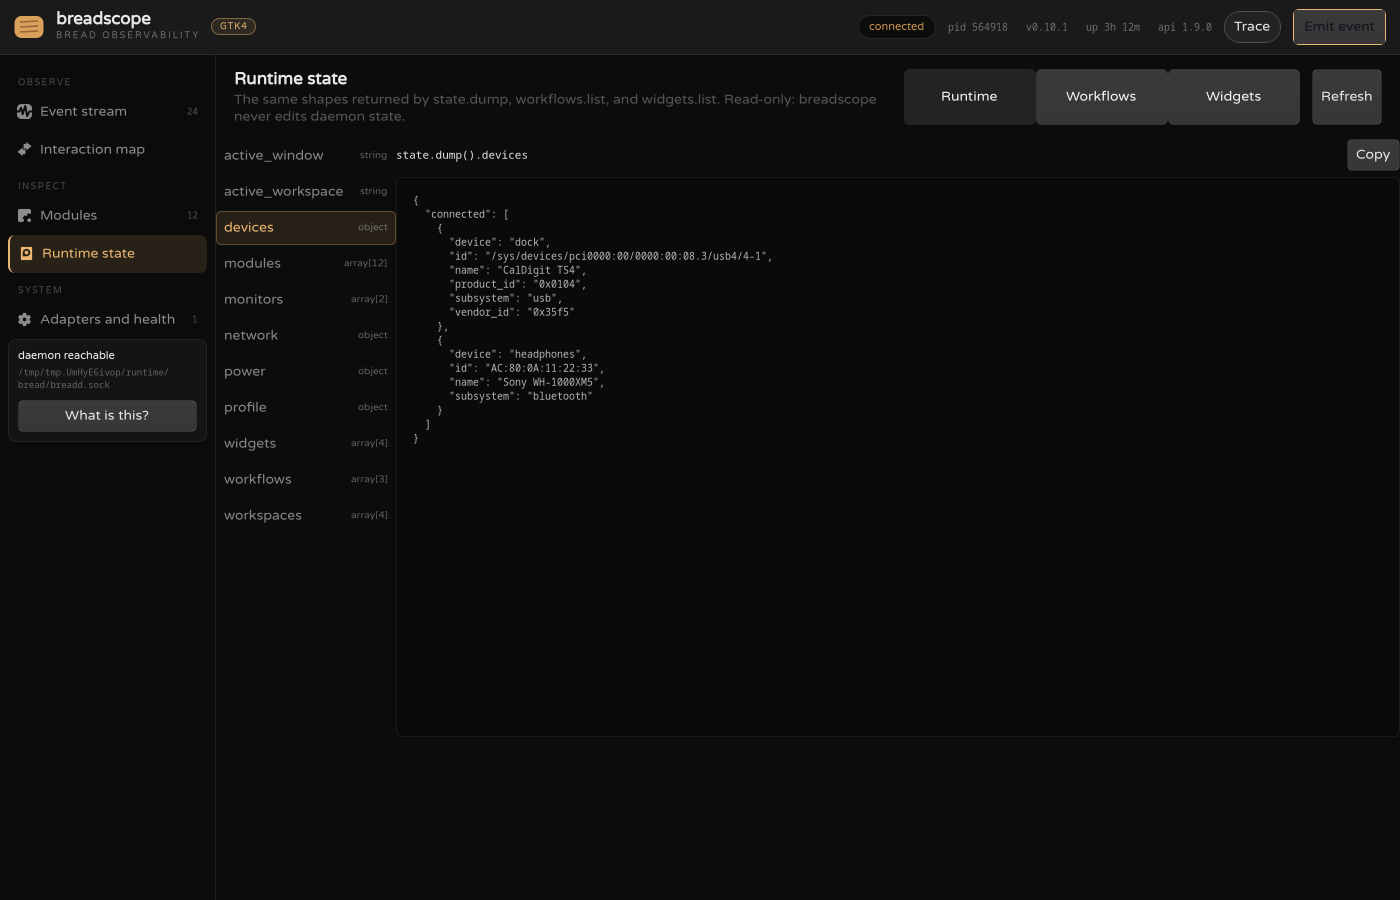 breadscope
BREAD OBSERVABILITY
GTK4
connected
pid 564918
v0.10.1
up 3h 12m
api 1.9.0
Trace
Emit event
OBSERVE
Event stream 24
Interaction map
INSPECT
Modules 12
Runtime state
SYSTEM
Adapters and health 1
daemon reachable
/tmp/tmp.UmHyE6ivop/runtime/
bread/breadd.sock
What is this?
Runtime state
The same shapes returned by state.dump, workflows.list, and widgets.list. Read-only: breadscope
never edits daemon state.
Runtime
Workflows
Widgets
Refresh
active_window string
active_workspace string
devices object
modules array[12]
monitors array[2]
network object
power object
profile object
widgets array[4]
workflows array[3]
workspaces array[4]
state.dump().devices
Copy
{
  "connected": [
    {
      "device": "dock",
      "id": "/sys/devices/pci0000:00/0000:00:08.3/usb4/4-1",
      "name": "CalDigit TS4",
      "product_id": "0x0104",
      "subsystem": "usb",
      "vendor_id": "0x35f5"
    },
    {
      "device": "headphones",
      "id": "AC:80:0A:11:22:33",
      "name": "Sony WH-1000XM5",
      "subsystem": "bluetooth"
    }
  ]
}